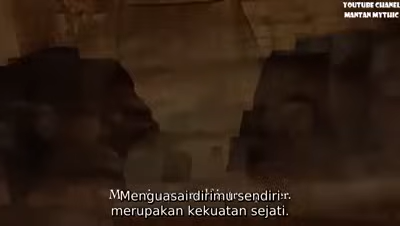 YOUTUBE CHANEL
MANTAN MYTHIC
Menguasai dirimu sendiri
merupakan kekuatan sejati.